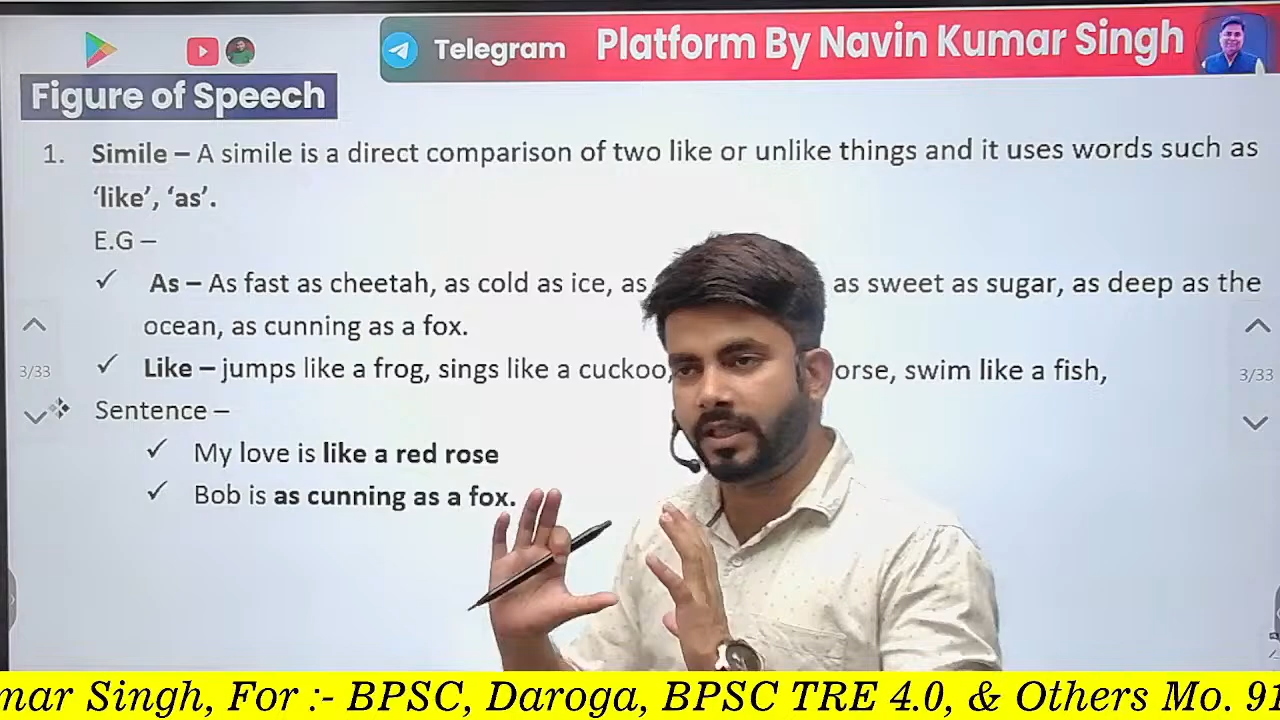 Telegram Platform By Navin Kumar Singh
Figure of Speech
1. Simile – A simile is a direct comparison of two like or unlike things and it uses words such as
‘like’, ‘as’.
E.G –
✓ As – As fast as cheetah, as cold as ice, as as sweet as sugar, as deep as the
ocean, as cunning as a fox.
✓ Like – jumps like a frog, sings like a cuckoo, orse, swim like a fish,
3/33
3/33
❖ Sentence –
✓ My love is like a red rose
✓ Bob is as cunning as a fox.
mar Singh, For :- BPSC, Daroga, BPSC TRE 4.0, & Others Mo. 91